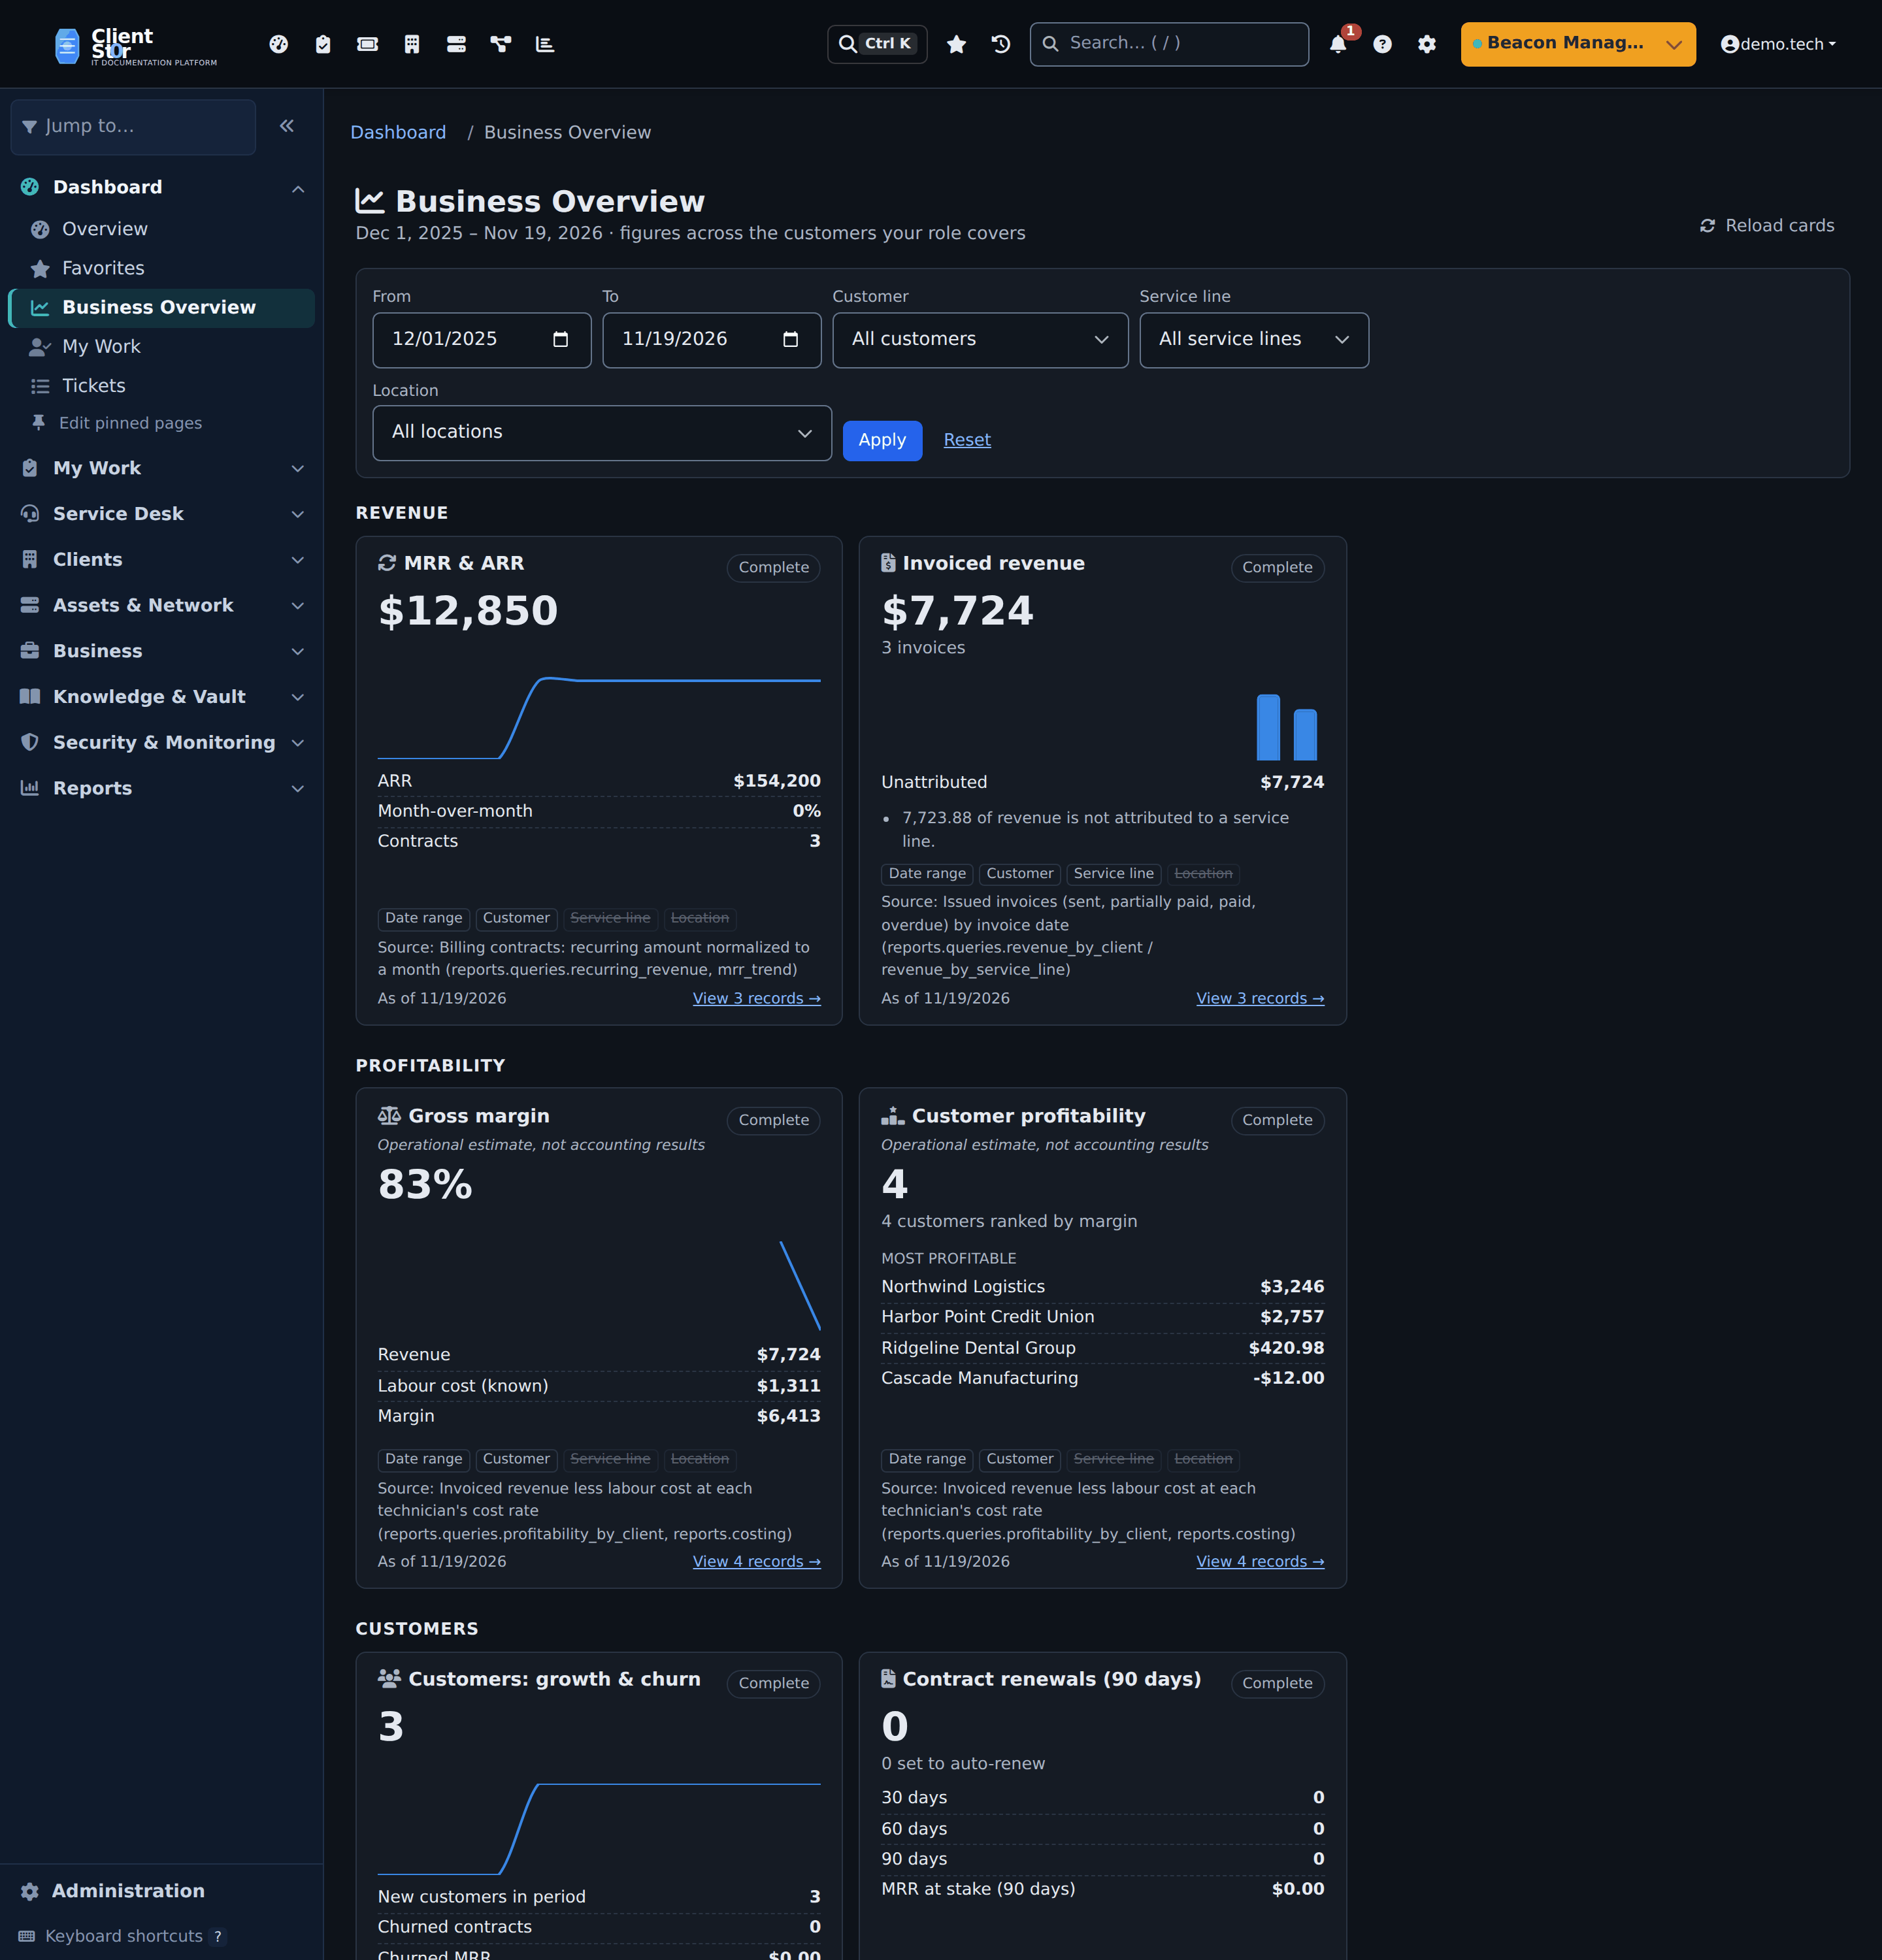 Client
St0r
IT DOCUMENTATION PLATFORM
Ctrl K
Search... ( / )
1
Beacon Manag...
demo.tech
Jump to...
Dashboard
Overview
Favorites
Business Overview
My Work
Tickets
Edit pinned pages
My Work
Service Desk
Clients
Assets & Network
Business
Knowledge & Vault
Security & Monitoring
Reports
Administration
Keyboard shortcuts ?
Dashboard / Business Overview
Business Overview
Dec 1, 2025 – Nov 19, 2026 · figures across the customers your role covers
Reload cards
From
12/01/2025
To
11/19/2026
Customer
All customers
Service line
All service lines
Location
All locations
Apply
Reset
REVENUE
MRR & ARR
Complete
$12,850
ARR $154,200
Month-over-month 0%
Contracts 3
Date range Customer Service line Location
Source: Billing contracts: recurring amount normalized to
a month (reports.queries.recurring_revenue, mrr_trend)
As of 11/19/2026
View 3 records →
Invoiced revenue
Complete
$7,724
3 invoices
Unattributed $7,724
• 7,723.88 of revenue is not attributed to a service
line.
Date range Customer Service line Location
Source: Issued invoices (sent, partially paid, paid,
overdue) by invoice date
(reports.queries.revenue_by_client /
revenue_by_service_line)
As of 11/19/2026
View 3 records →
PROFITABILITY
Gross margin
Complete
Operational estimate, not accounting results
83%
Revenue $7,724
Labour cost (known) $1,311
Margin $6,413
Date range Customer Service line Location
Source: Invoiced revenue less labour cost at each
technician's cost rate
(reports.queries.profitability_by_client, reports.costing)
As of 11/19/2026
View 4 records →
Customer profitability
Complete
Operational estimate, not accounting results
4
4 customers ranked by margin
MOST PROFITABLE
Northwind Logistics $3,246
Harbor Point Credit Union $2,757
Ridgeline Dental Group $420.98
Cascade Manufacturing -$12.00
Date range Customer Service line Location
Source: Invoiced revenue less labour cost at each
technician's cost rate
(reports.queries.profitability_by_client, reports.costing)
As of 11/19/2026
View 4 records →
CUSTOMERS
Customers: growth & churn
Complete
3
New customers in period 3
Churned contracts 0
Churned MRR $0.00
Contract renewals (90 days)
Complete
0
0 set to auto-renew
30 days 0
60 days 0
90 days 0
MRR at stake (90 days) $0.00